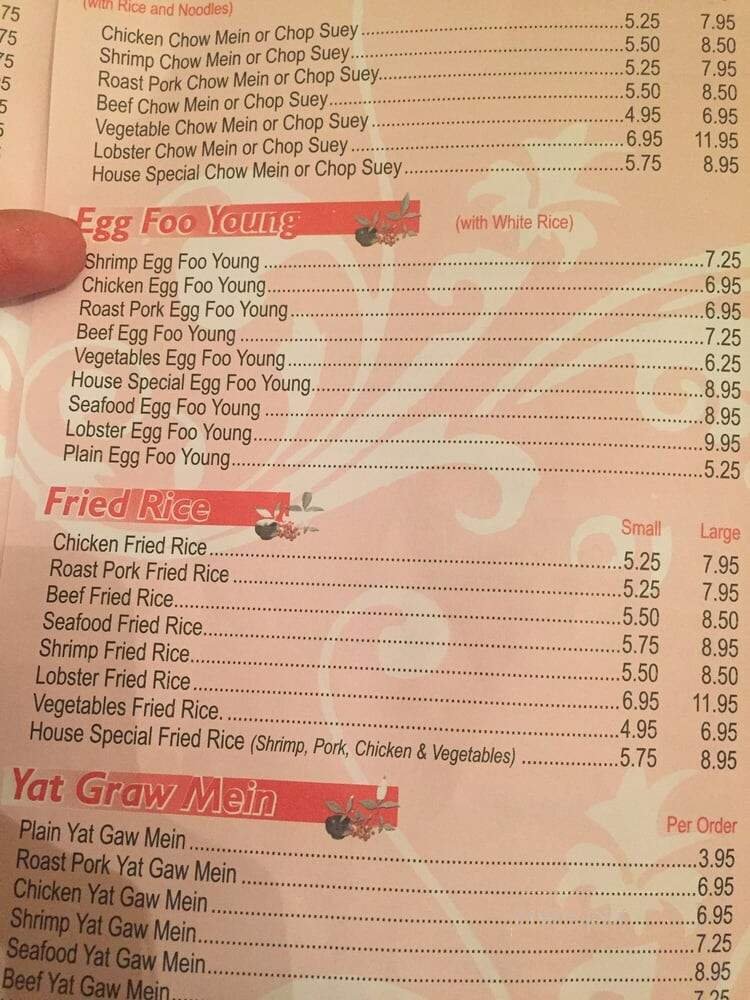 75
75
75
5
5
5
(with Rice and Noodles)
Chicken Chow Mein or Chop Suey 5.25 7.95
Shrimp Chow Mein or Chop Suey 5.50 8.50
Roast Pork Chow Mein or Chop Suey 5.25 7.95
Beef Chow Mein or Chop Suey 5.50 8.50
Vegetable Chow Mein or Chop Suey 4.95 6.95
Lobster Chow Mein or Chop Suey 6.95 11.95
House Special Chow Mein or Chop Suey 5.75 8.95
Egg Foo Young (with White Rice)
Shrimp Egg Foo Young 7.25
Chicken Egg Foo Young 6.95
Roast Pork Egg Foo Young 6.95
Beef Egg Foo Young 7.25
Vegetables Egg Foo Young 6.25
House Special Egg Foo Young 8.95
Seafood Egg Foo Young 8.95
Lobster Egg Foo Young 9.95
Plain Egg Foo Young 5.25
Fried Rice Small Large
Chicken Fried Rice 5.25 7.95
Roast Pork Fried Rice 5.25 7.95
Beef Fried Rice 5.50 8.50
Seafood Fried Rice 5.75 8.95
Shrimp Fried Rice 5.50 8.50
Lobster Fried Rice 6.95 11.95
Vegetables Fried Rice. 4.95 6.95
House Special Fried Rice (Shrimp, Pork, Chicken & Vegetables) 5.75 8.95
Yat Graw Mein Per Order
Plain Yat Gaw Mein 3.95
Roast Pork Yat Gaw Mein 6.95
Chicken Yat Gaw Mein 6.95
Shrimp Yat Gaw Mein 7.25
Seafood Yat Gaw Mein 8.95
Beef Yat Gaw Mein 7.25